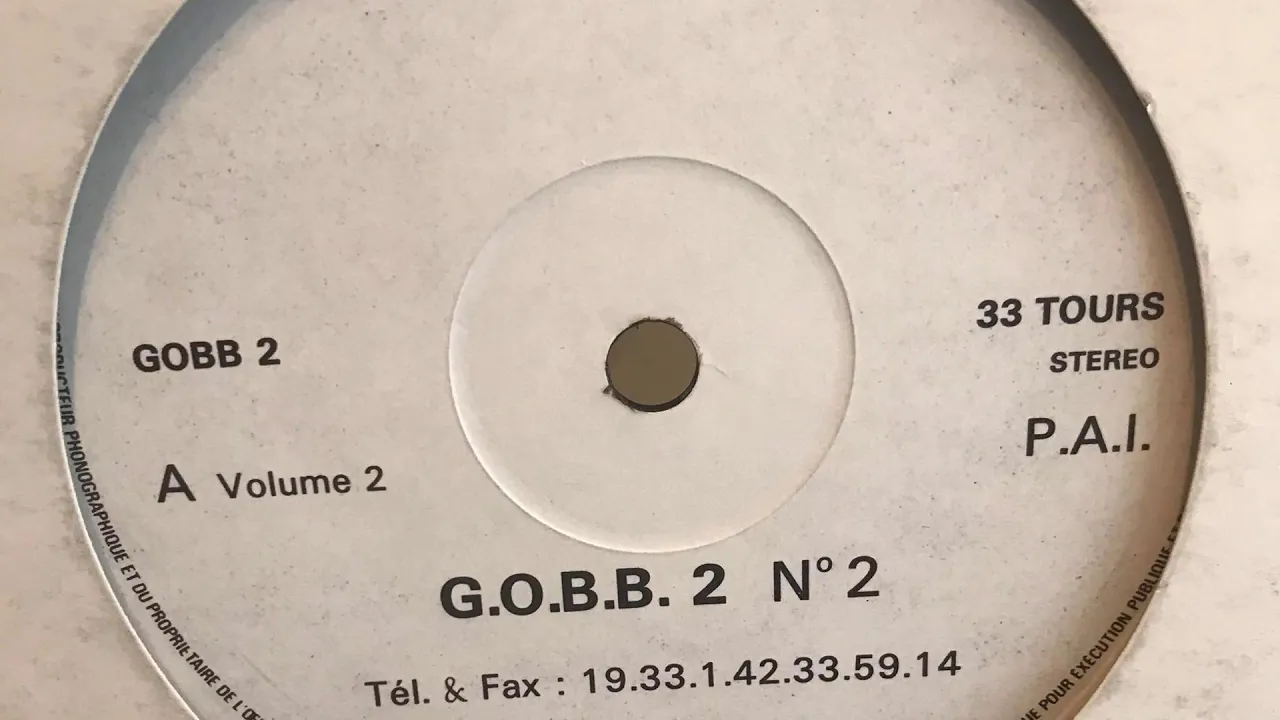 GOBB 2
33 TOURS
STEREO
P.A.I.
A Volume 2
G.O.B.B. 2 N° 2
Tél. & Fax : 19.33.1.42.33.59.14
PHONOGRAPHIQUE ET DU PROPRIETAIRE DE
POUR EXECUTION PUBLIQUE